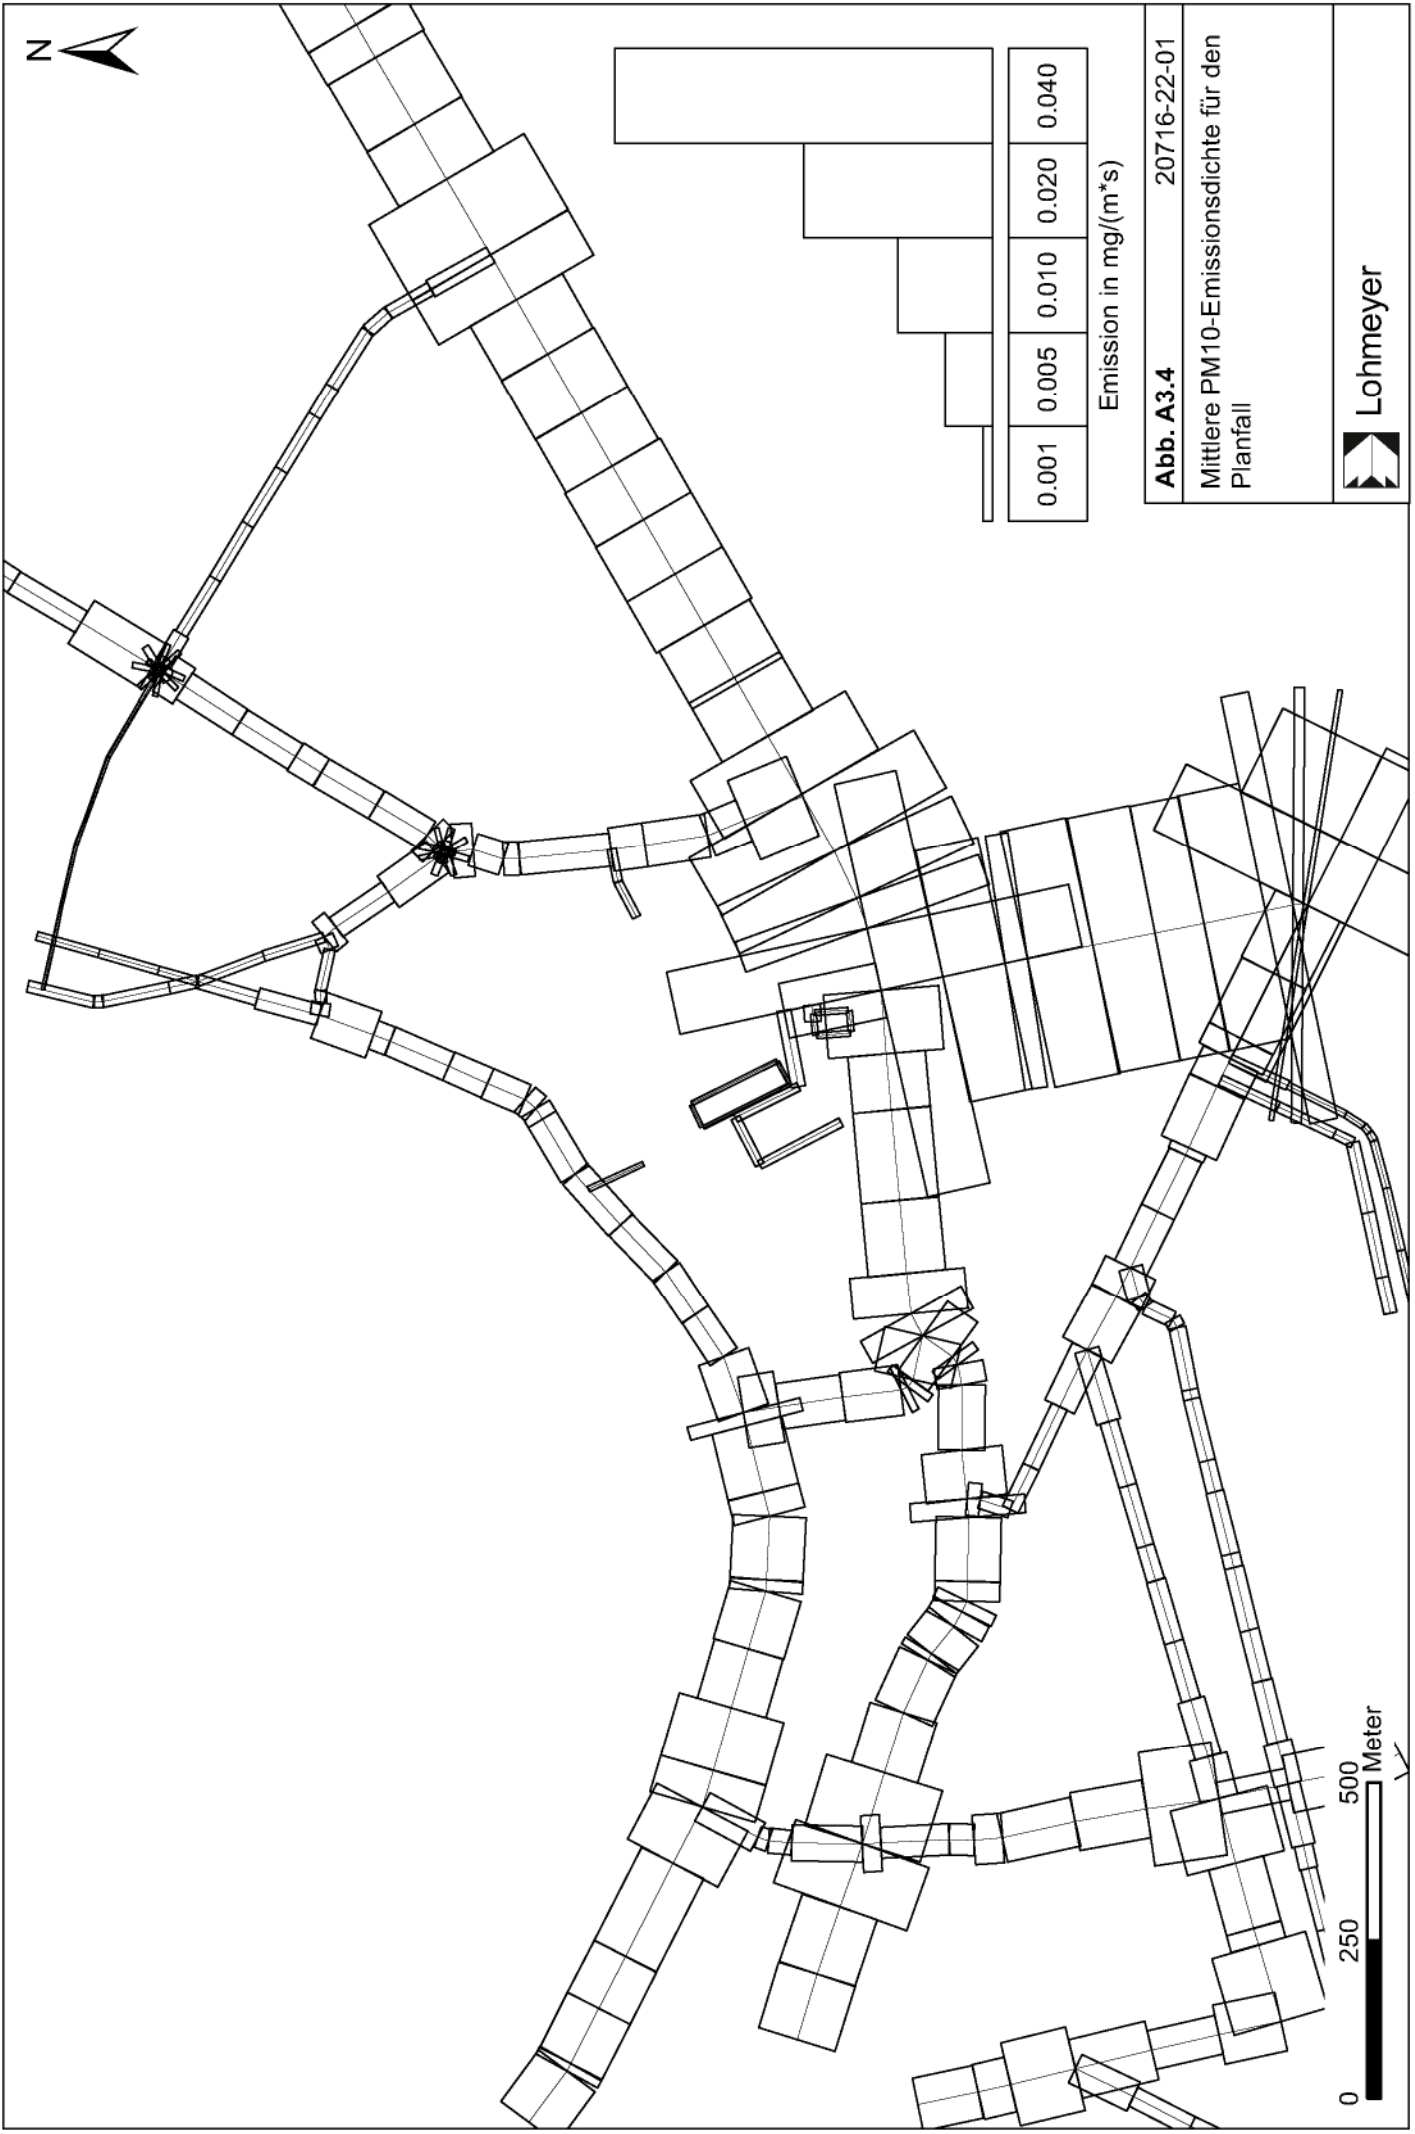 N
0.001 0.005 0.010 0.020 0.040
Emission in mg/(m*s)
Abb. A3.4 20716-22-01
Mittlere PM10-Emissionsdichte für den
Planfall
Lohmeyer
0 250 500
Meter